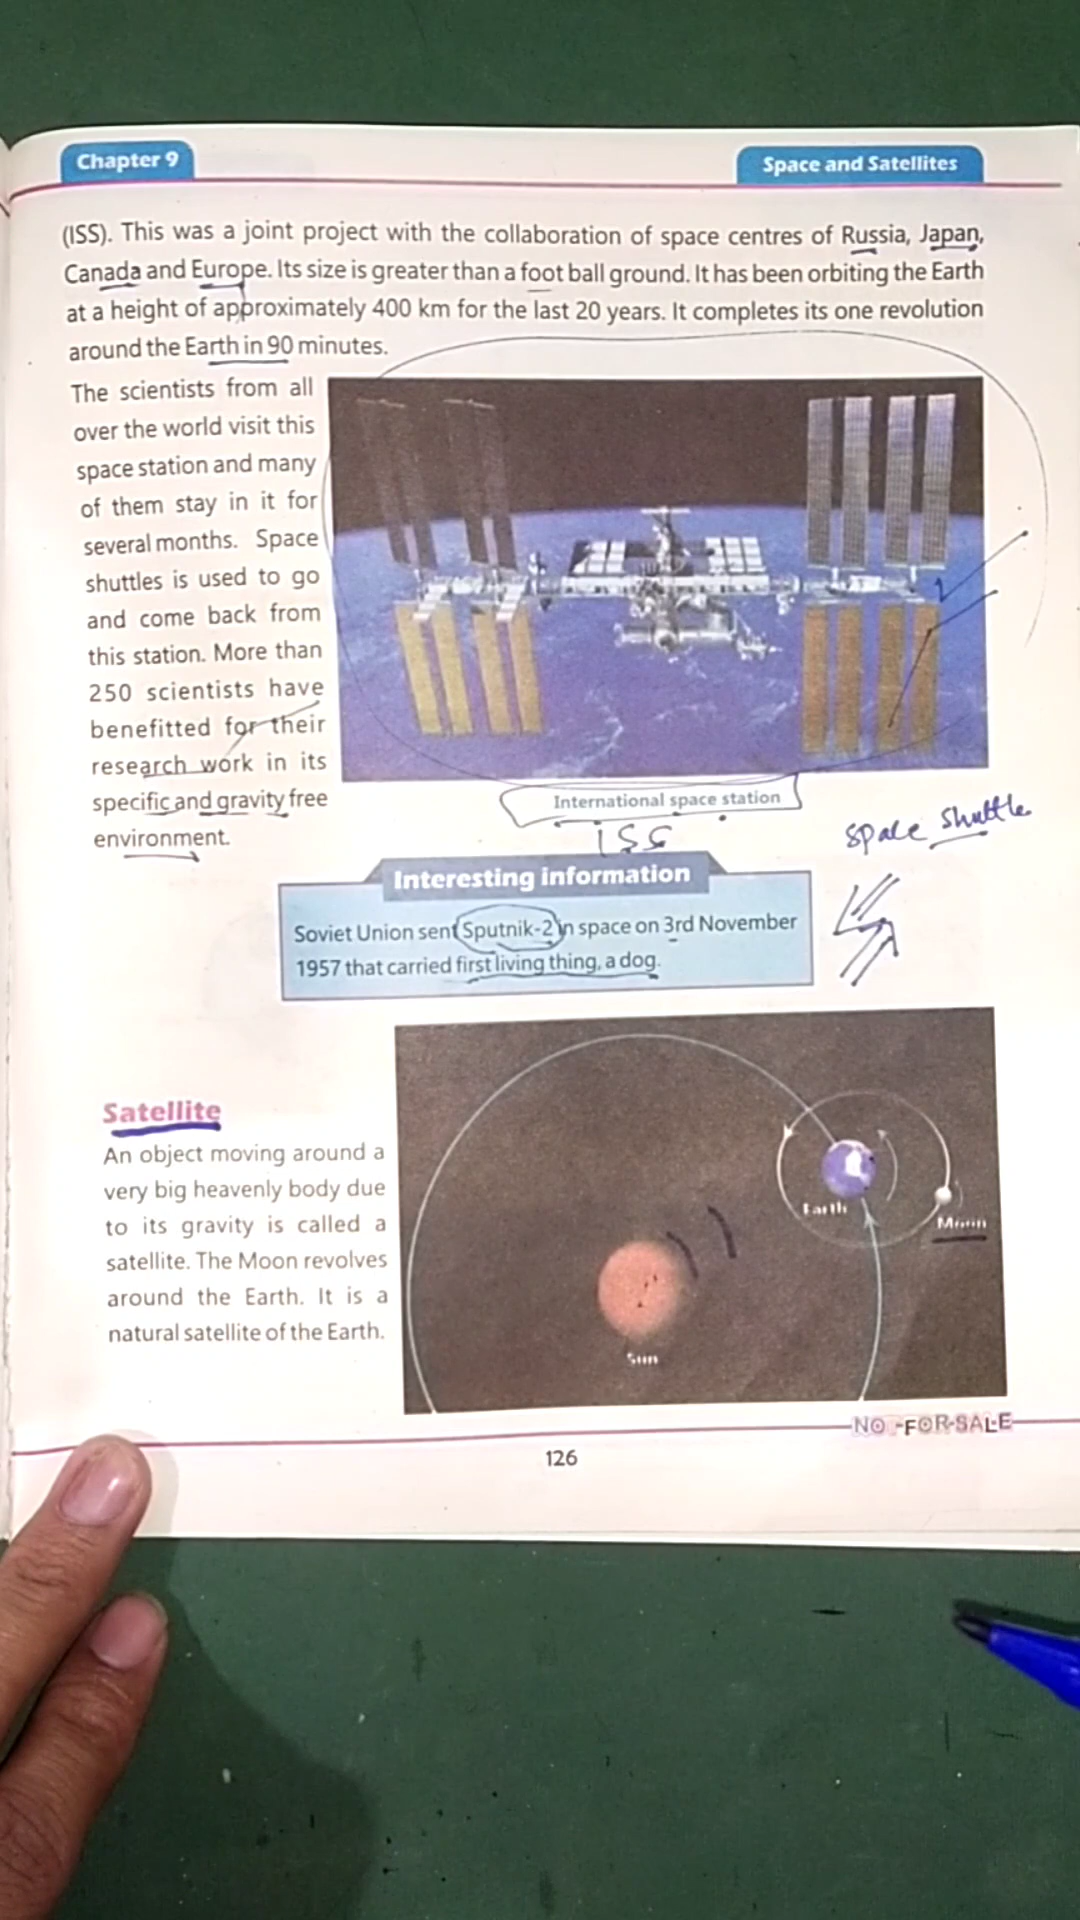 Chapter 9
Space and Satellites
(ISS). This was a joint project with the collaboration of space centres of Russia, Japan,
Canada and Europe. Its size is greater than a foot ball ground. It has been orbiting the Earth
at a height of approximately 400 km for the last 20 years. It completes its one revolution
around the Earth in 90 minutes.
The scientists from all
over the world visit this
space station and many
of them stay in it for
several months. Space
shuttles is used to go
and come back from
this station. More than
250 scientists have
benefitted for their
research work in its
specific and gravity free
environment.
International space station
ISS
space shuttle
Interesting information
Soviet Union sent Sputnik-2 in space on 3rd November
1957 that carried first living thing, a dog.
Satellite
An object moving around a
very big heavenly body due
to its gravity is called a
satellite. The Moon revolves
around the Earth. It is a
natural satellite of the Earth.
Earth
Moon
Sun
NO -FOR-SALE
126